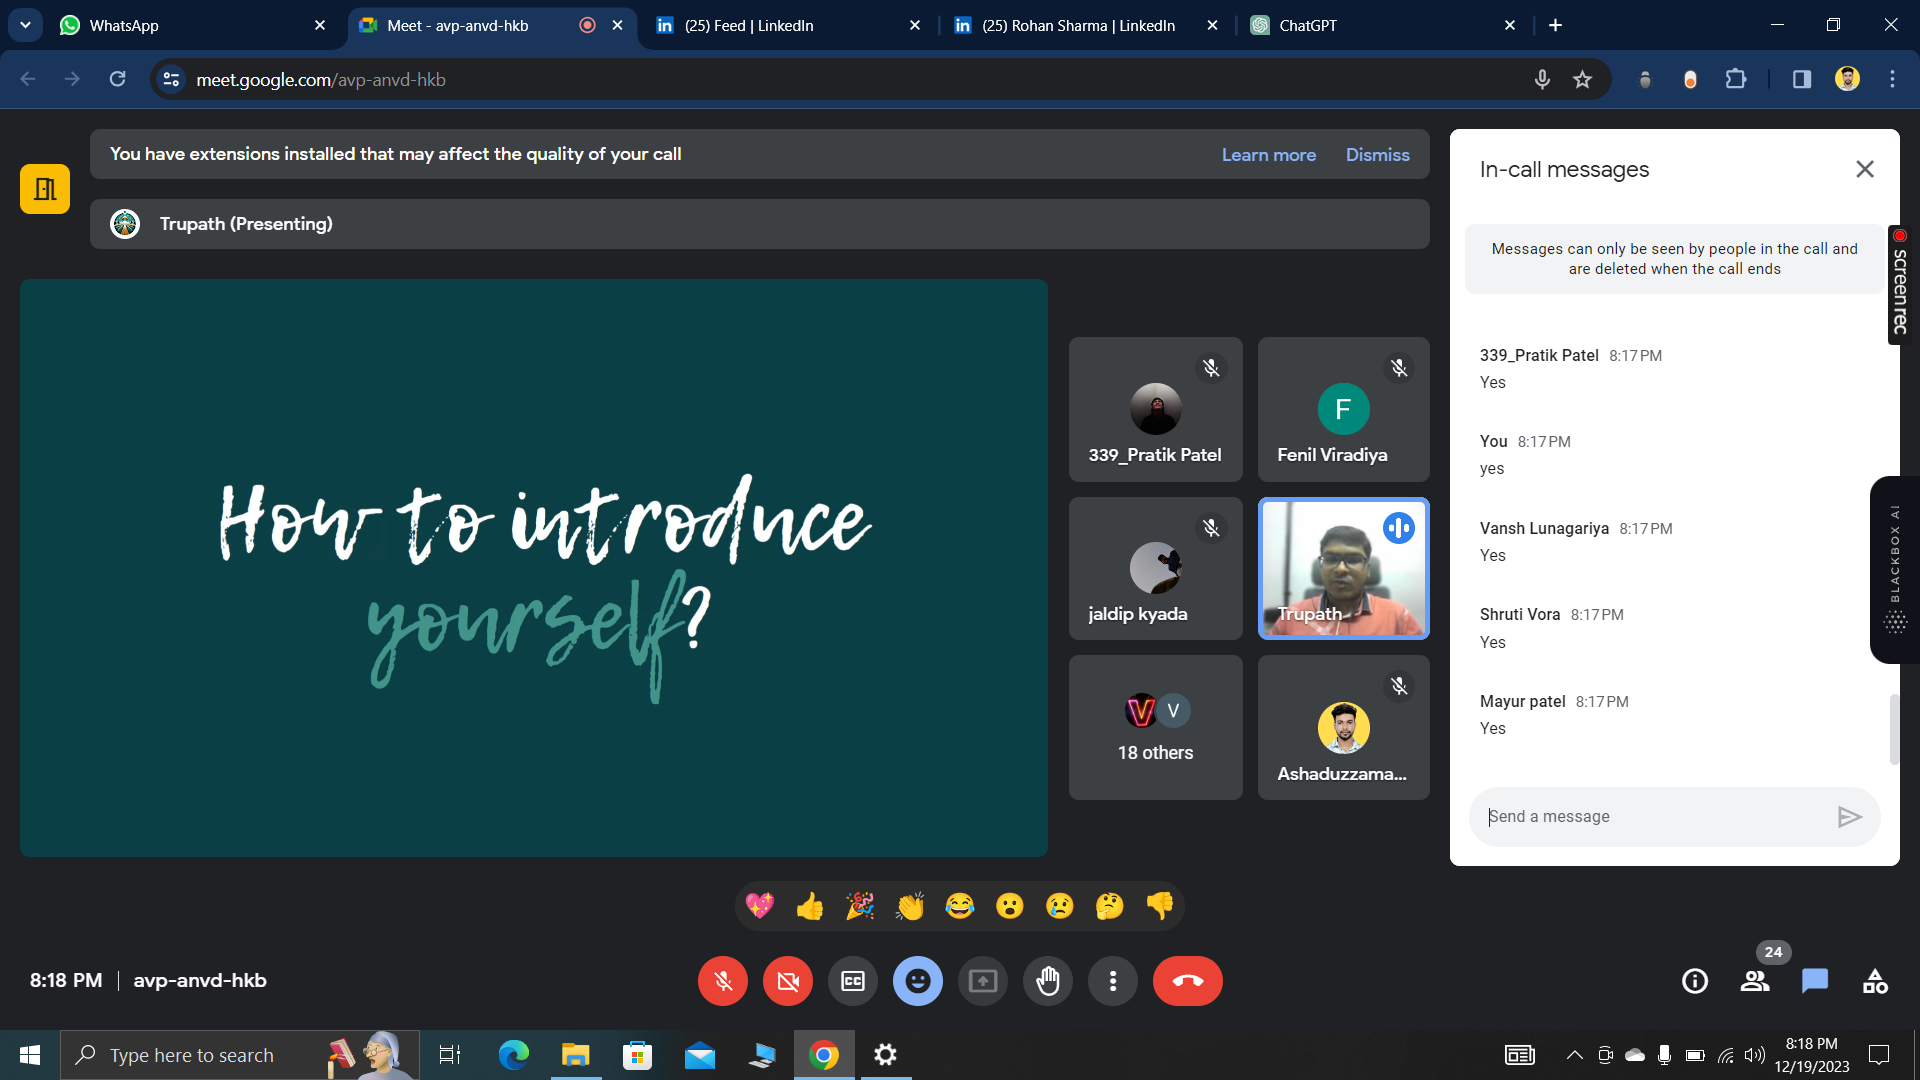 WhatsApp
Meet - avp-anvd-hkb
(25) Feed | LinkedIn
(25) Rohan Sharma | LinkedIn
ChatGPT
meet.google.com/avp-anvd-hkb
You have extensions installed that may affect the quality of your call
Learn more
Dismiss
Trupath (Presenting)
How to introduce
yourself?
339_Pratik Patel
F
Fenil Viradiya
jaldip kyada
Trupath
V V
18 others
Ashaduzzama...
In-call messages
Messages can only be seen by people in the call and
are deleted when the call ends
339_Pratik Patel 8:17 PM
Yes
You 8:17 PM
yes
Vansh Lunagariya 8:17 PM
Yes
Shruti Vora 8:17 PM
Yes
Mayur patel 8:17 PM
Yes
Send a message
screenrec
BLACKBOX AI
8:18 PM | avp-anvd-hkb
CC
24
Type here to search
8:18 PM
12/19/2023